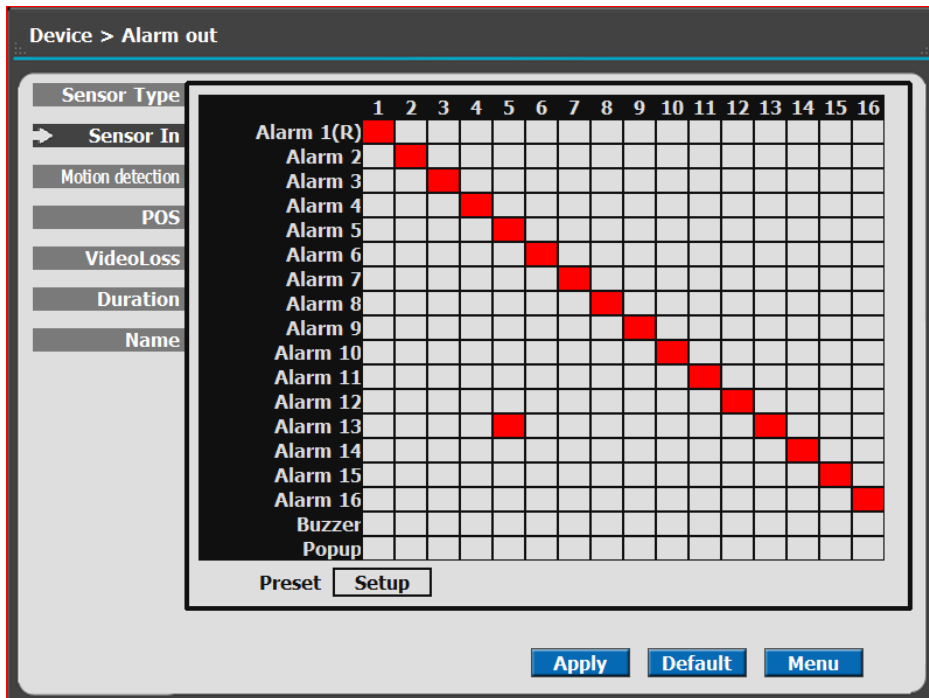 Device > Alarm out
Sensor Type
Sensor In
Motion detection
POS
VideoLoss
Duration
Name
1 2 3 4 5 6 7 8 9 10 11 12 13 14 15 16
Alarm 1(R)
Alarm 2
Alarm 3
Alarm 4
Alarm 5
Alarm 6
Alarm 7
Alarm 8
Alarm 9
Alarm 10
Alarm 11
Alarm 12
Alarm 13
Alarm 14
Alarm 15
Alarm 16
Buzzer
Popup
Preset Setup
Apply Default Menu